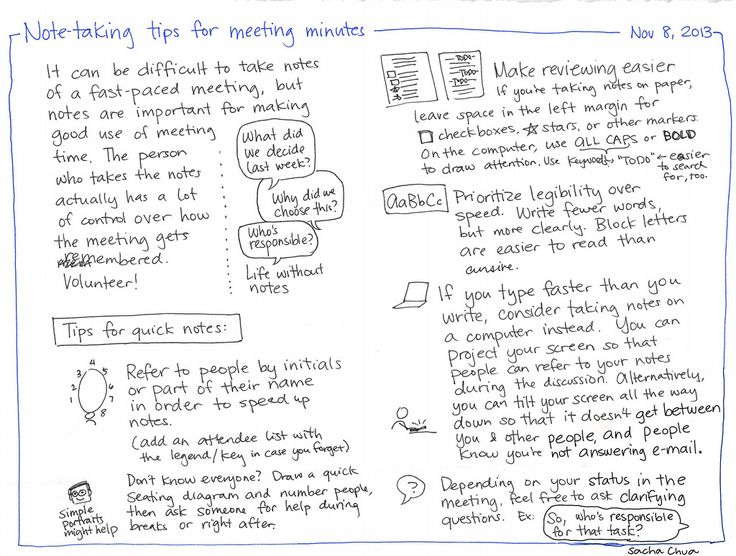 Note-taking tips for meeting minutes
Nov 8, 2013
It can be difficult to take notes
of a fast-paced meeting, but
notes are important for making
good use of meeting
time. The person
who takes the notes
actually has a lot
of control over how
the meeting gets
remembered.
Volunteer!
What did
we decide
last week?
Why did we
choose this?
Who's
responsible?
Life without
notes
Tips for quick notes:
1 2 3 4 5 6 7 8
Refer to people by initials
or part of their name
in order to speed up
notes.
(add an attendee list with
the legend/key in case you forget)
Don't know everyone? Draw a quick
seating diagram and number people,
then ask someone for help during
breaks or right after.
simple
portraits
might help
TODO-
TODO-
TODO-
Make reviewing easier
If you're taking notes on paper,
leave space in the left margin for
checkboxes, stars, or other markers.
On the computer, use ALL CAPS or BOLD
to draw attention. Use keywords. "TODO" ← easier
to search
for, too.
AaBbCc
Prioritize legibility over
speed. Write fewer words,
but more clearly. Block letters
are easier to read than
cursive.
If you type faster than you
write, consider taking notes on
a computer instead. You can
project your screen so that
people can refer to your notes
during the discussion. Alternatively,
you can tilt your screen all the way
down so that it doesn't get between
you & other people, and people
know you're not answering e-mail.
?
Depending on your status in the
meeting, feel free to ask clarifying
questions. Ex:
So, who's responsible
for that task?
Sacha Chua